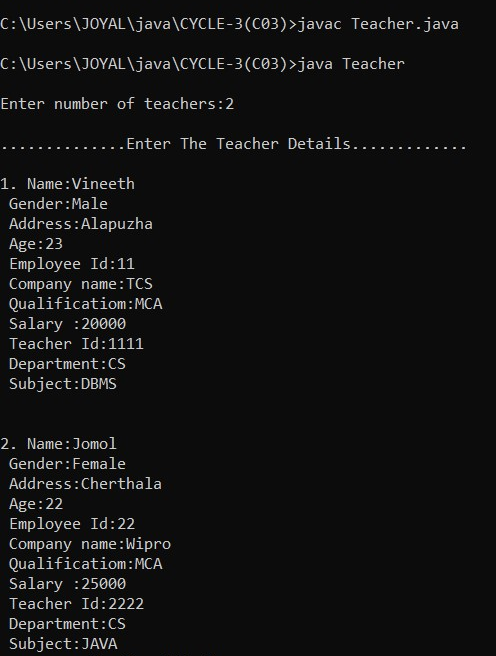 C:\Users\JOYAL\java\CYCLE-3(C03)>javac Teacher.java
C:\Users\JOYAL\java\CYCLE-3(C03)>java Teacher
Enter number of teachers:2
..............Enter The Teacher Details.............
1. Name:Vineeth
Gender:Male
Address:Alapuzha
Age:23
Employee Id:11
Company name:TCS
Qualificatiom:MCA
Salary :20000
Teacher Id:1111
Department:CS
Subject:DBMS
2. Name:Jomol
Gender:Female
Address:Cherthala
Age:22
Employee Id:22
Company name:Wipro
Qualificatiom:MCA
Salary :25000
Teacher Id:2222
Department:CS
Subject:JAVA